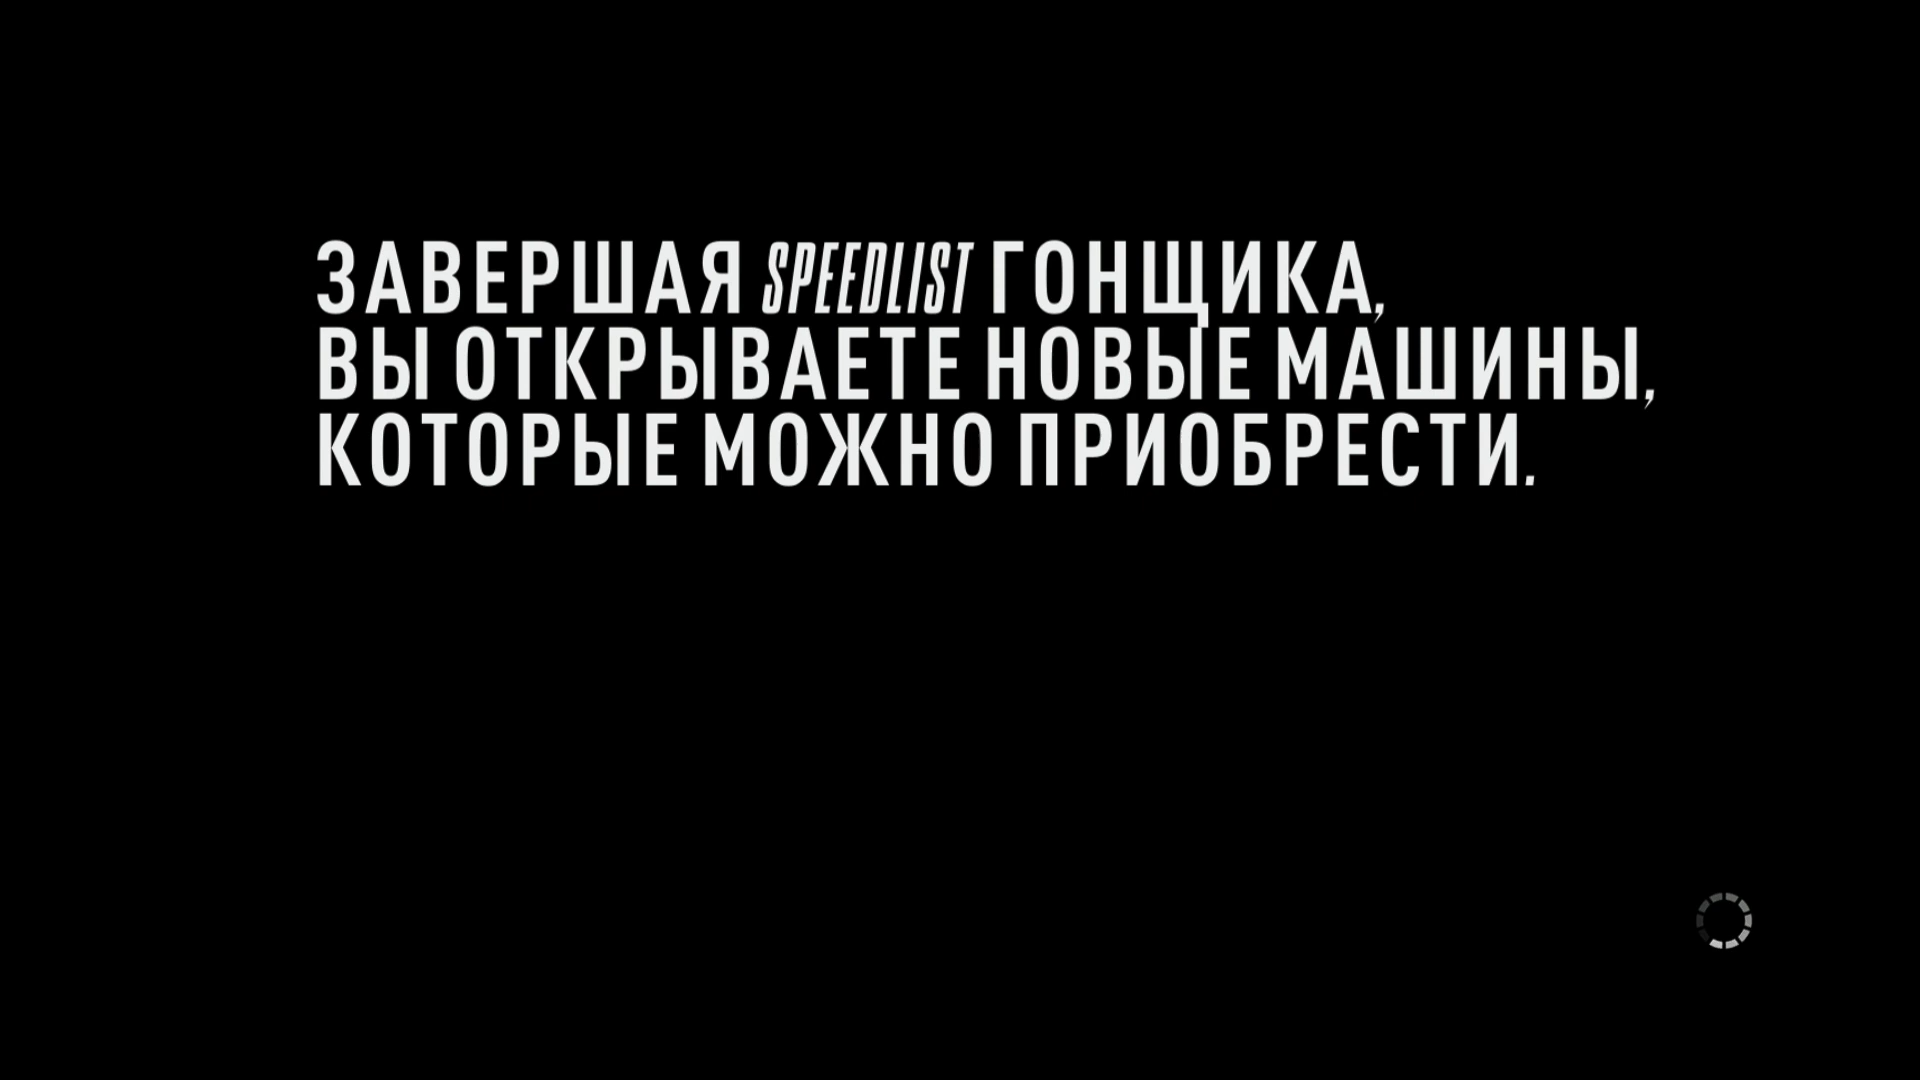 ЗАВЕРШАЯ SPEEDLIST ГОНЩИКА,
ВЫ ОТКРЫВАЕТЕ НОВЫЕ МАШИНЫ,
КОТОРЫЕ МОЖНО ПРИОБРЕСТИ.